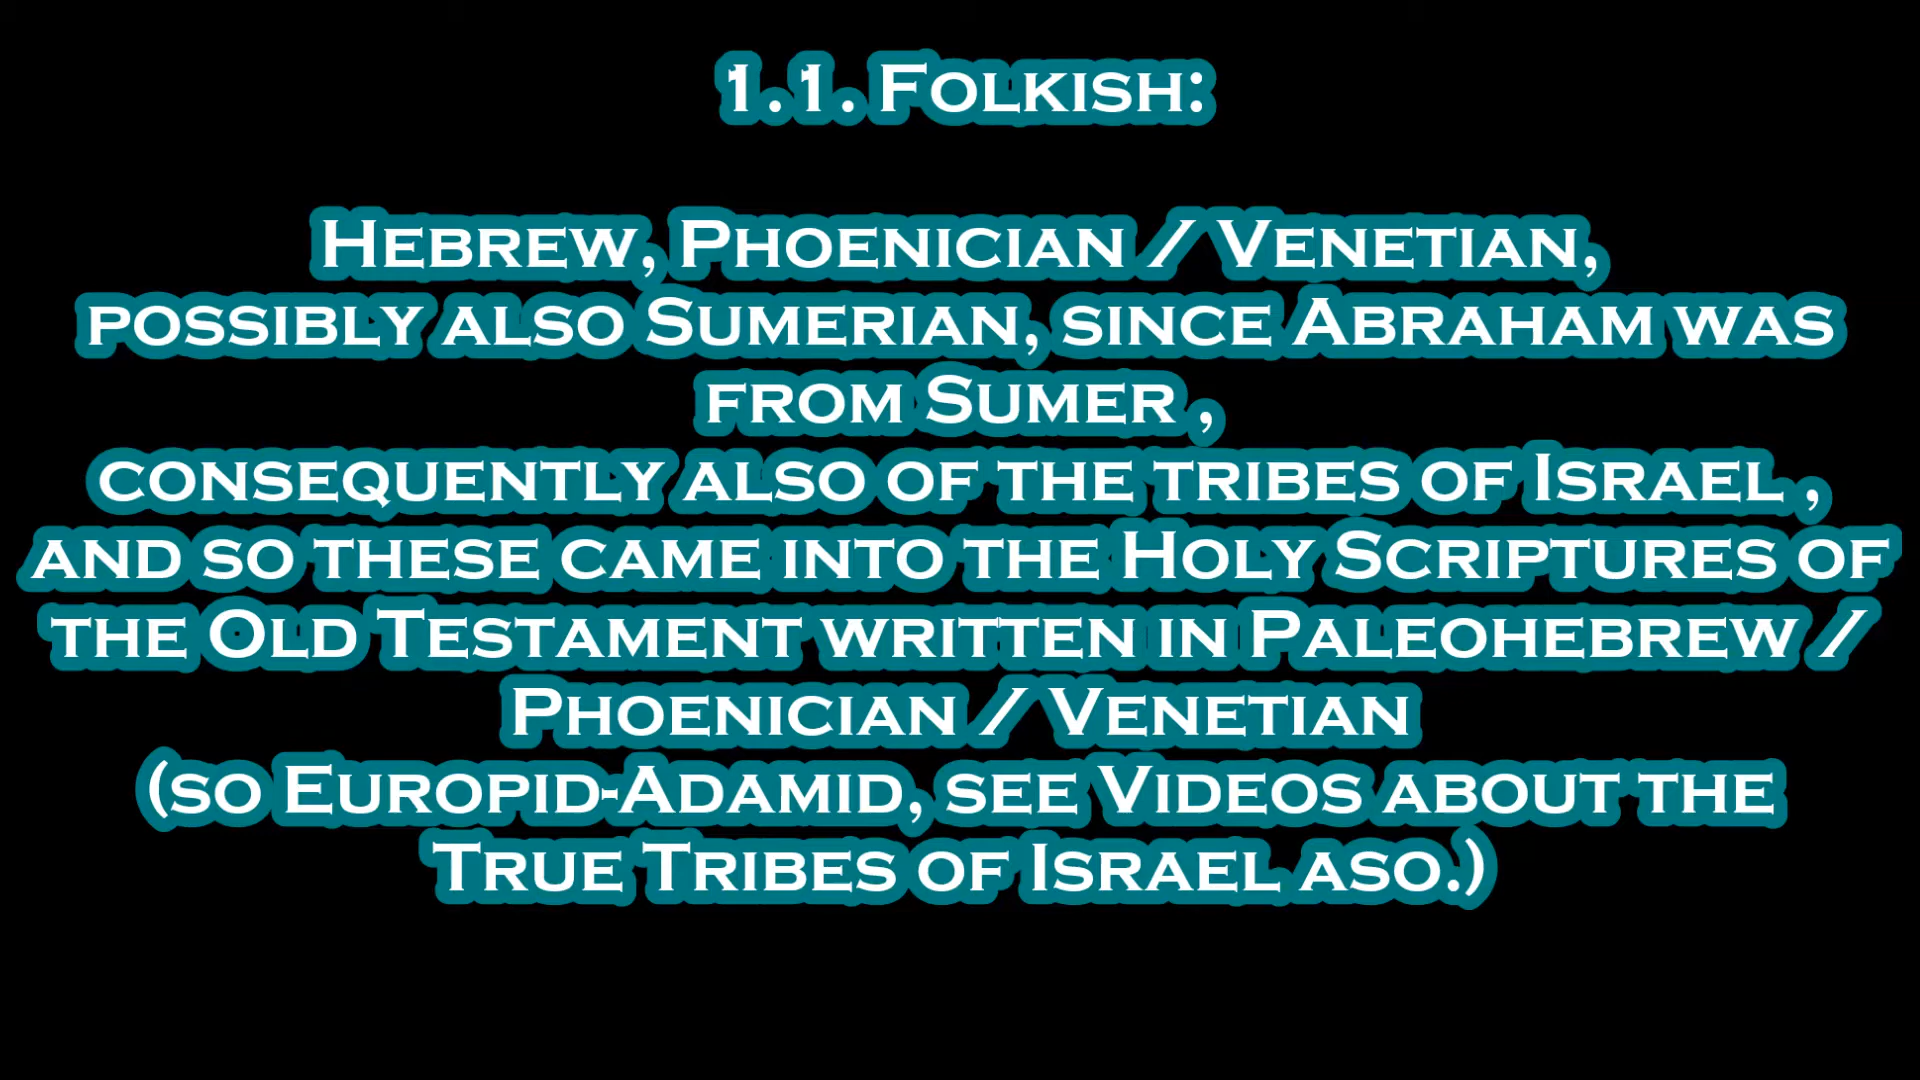 1.1. Folkish:
Hebrew, Phoenician / Venetian,
possibly also Sumerian, since Abraham was
from Sumer ,
consequently also of the tribes of Israel ,
and so these came into the Holy Scriptures of
the Old Testament written in Paleohebrew /
Phoenician / Venetian
(so Europid-Adamid, see Videos about the
True Tribes of Israel aso.)